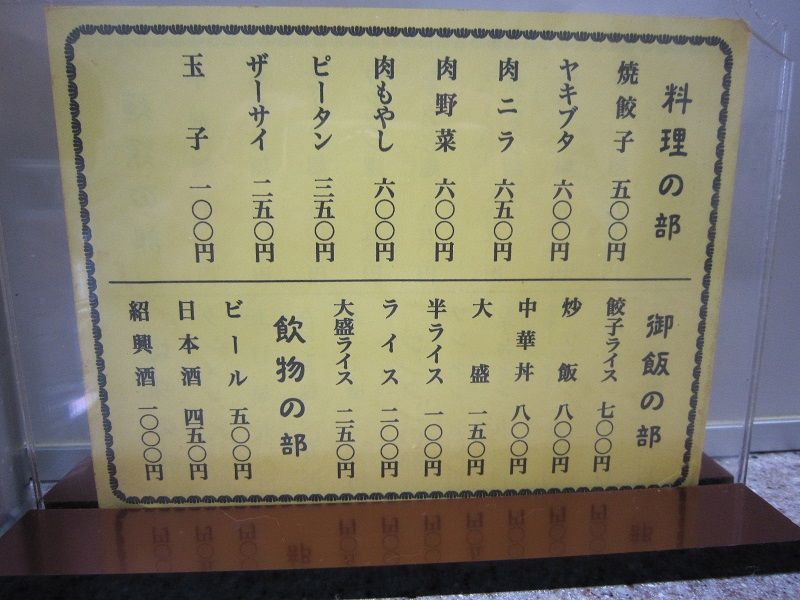 料理の部
焼餃子 五〇〇円
ヤキブタ 六〇〇円
肉ニラ 六五〇円
肉野菜 六〇〇円
肉もやし 六〇〇円
ピータン 三五〇円
ザーサイ 二五〇円
玉子 一〇〇円
御飯の部
餃子ライス 七〇〇円
炒飯 八〇〇円
中華丼 八〇〇円
大盛 一五〇円
半ライス 一〇〇円
ライス 二〇〇円
大盛ライス 二五〇円
飲物の部
ビール 五〇〇円
日本酒 四五〇円
紹興酒 一〇〇〇円